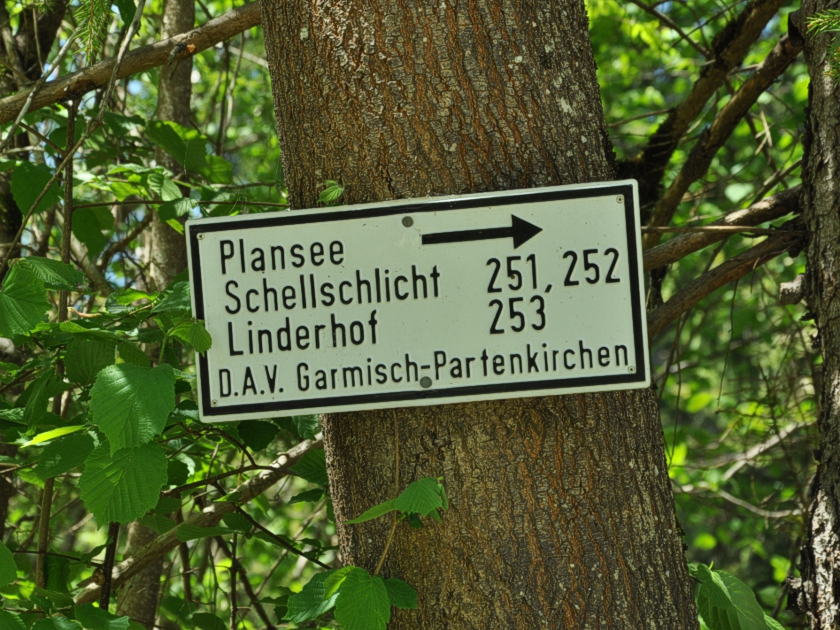 Plansee
Schellschlicht 251, 252
Linderhof 253
D.A.V. Garmisch-Partenkirchen